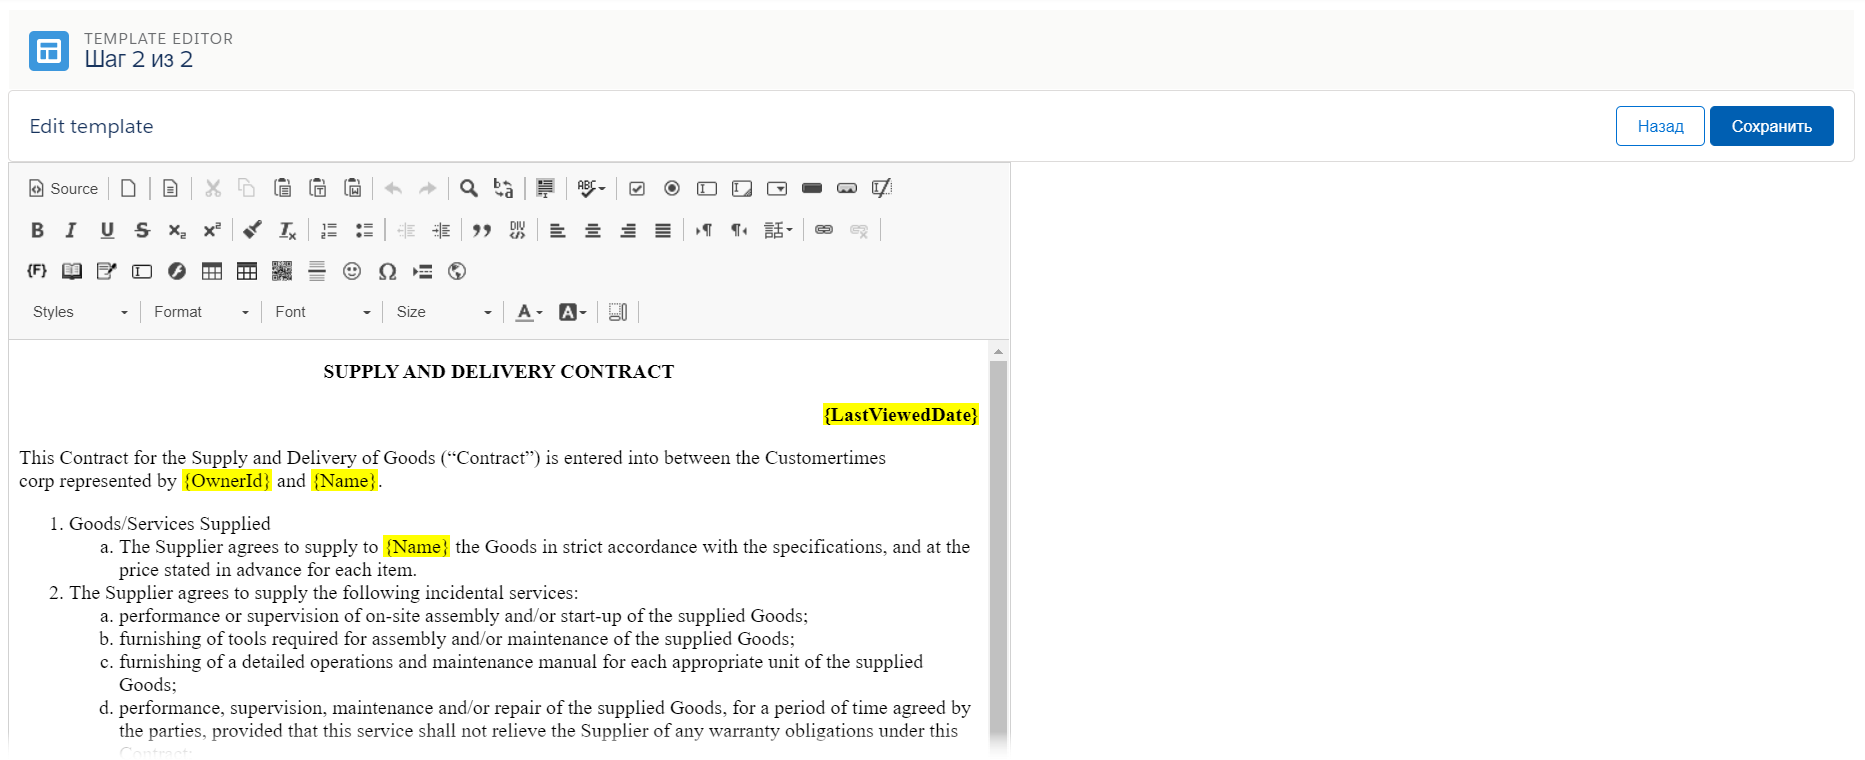 TEMPLATE EDITOR
Шаг 2 из 2
Edit template
Назад
Сохранить
Source
ABC
B I U S x₂ x² Ix
DIV
話
{F}
Ω
Styles
Format
Font
Size
A
A
SUPPLY AND DELIVERY CONTRACT
{LastViewedDate}
This Contract for the Supply and Delivery of Goods (“Contract”) is entered into between the Customertimes
corp represented by {OwnerId} and {Name}.
1. Goods/Services Supplied
a. The Supplier agrees to supply to {Name} the Goods in strict accordance with the specifications, and at the
price stated in advance for each item.
2. The Supplier agrees to supply the following incidental services:
a. performance or supervision of on-site assembly and/or start-up of the supplied Goods;
b. furnishing of tools required for assembly and/or maintenance of the supplied Goods;
c. furnishing of a detailed operations and maintenance manual for each appropriate unit of the supplied
Goods;
d. performance, supervision, maintenance and/or repair of the supplied Goods, for a period of time agreed by
the parties, provided that this service shall not relieve the Supplier of any warranty obligations under this
Contract;